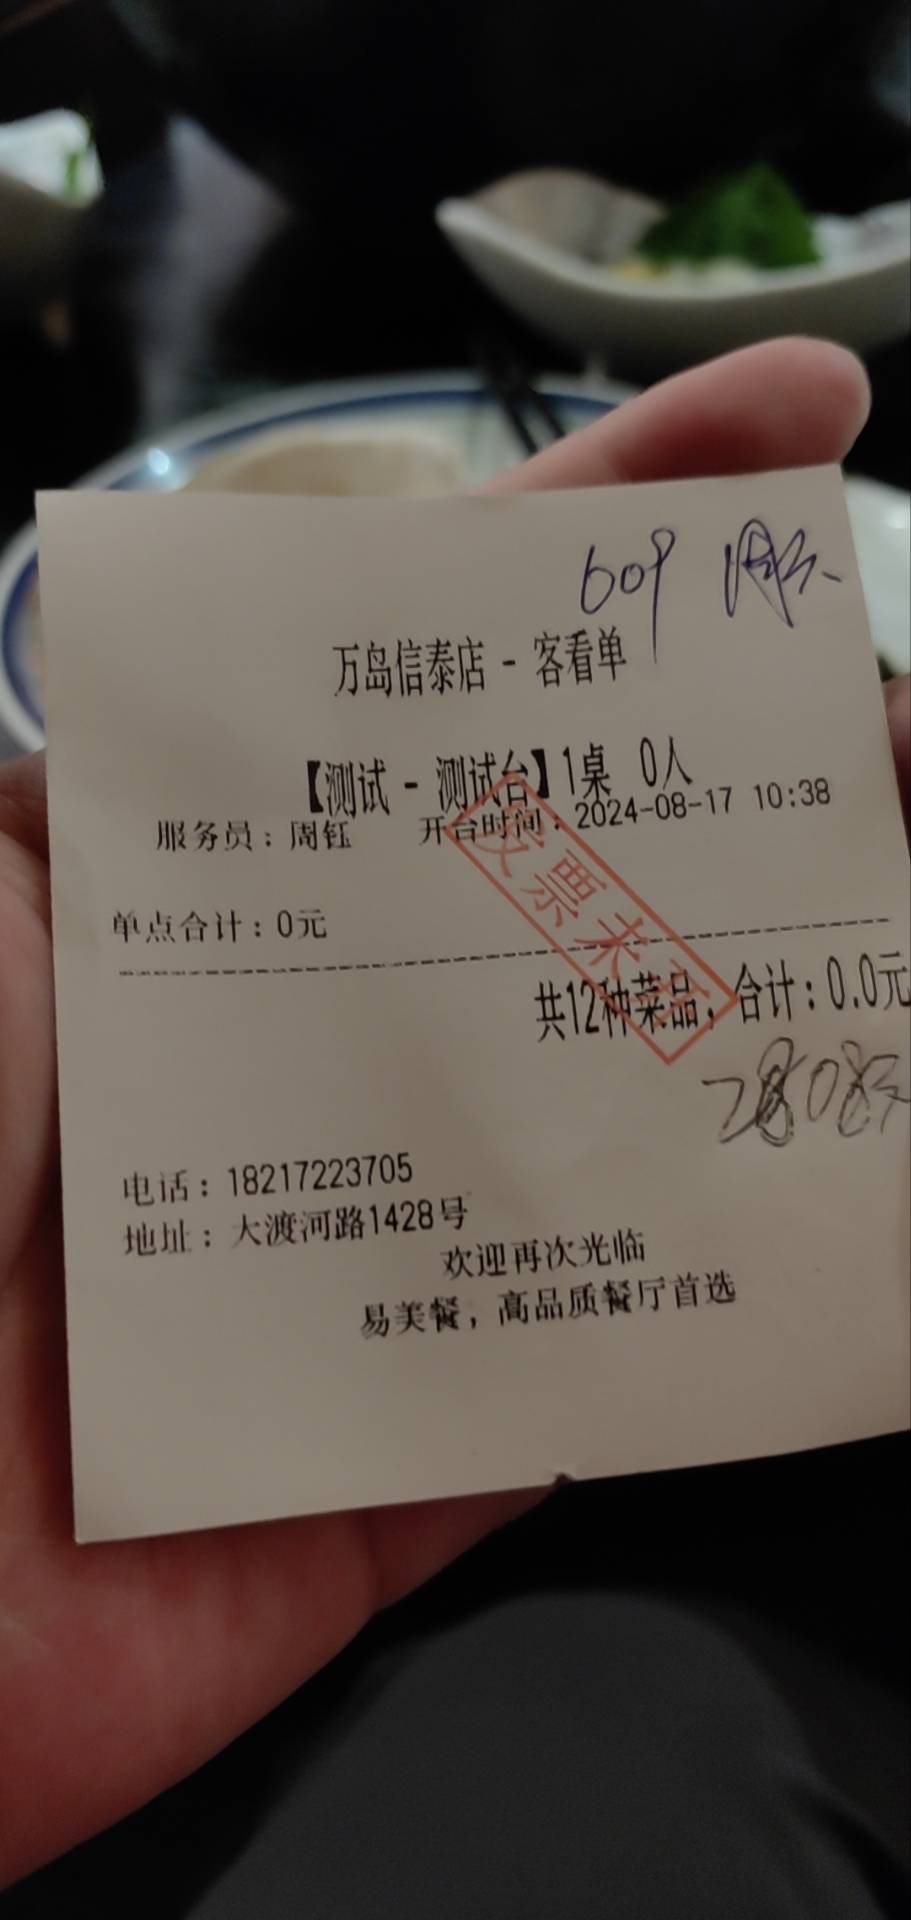 609
万岛信泰店 - 客看单
【测试 - 测试台】1桌 0人
服务员：周钰 开台时间：2024-08-17 10:38
发票未开
单点合计：0元
共12种菜品，合计：0.0元
电话：18217223705
地址：大渡河路1428号
欢迎再次光临
易美餐，高品质餐厅首选